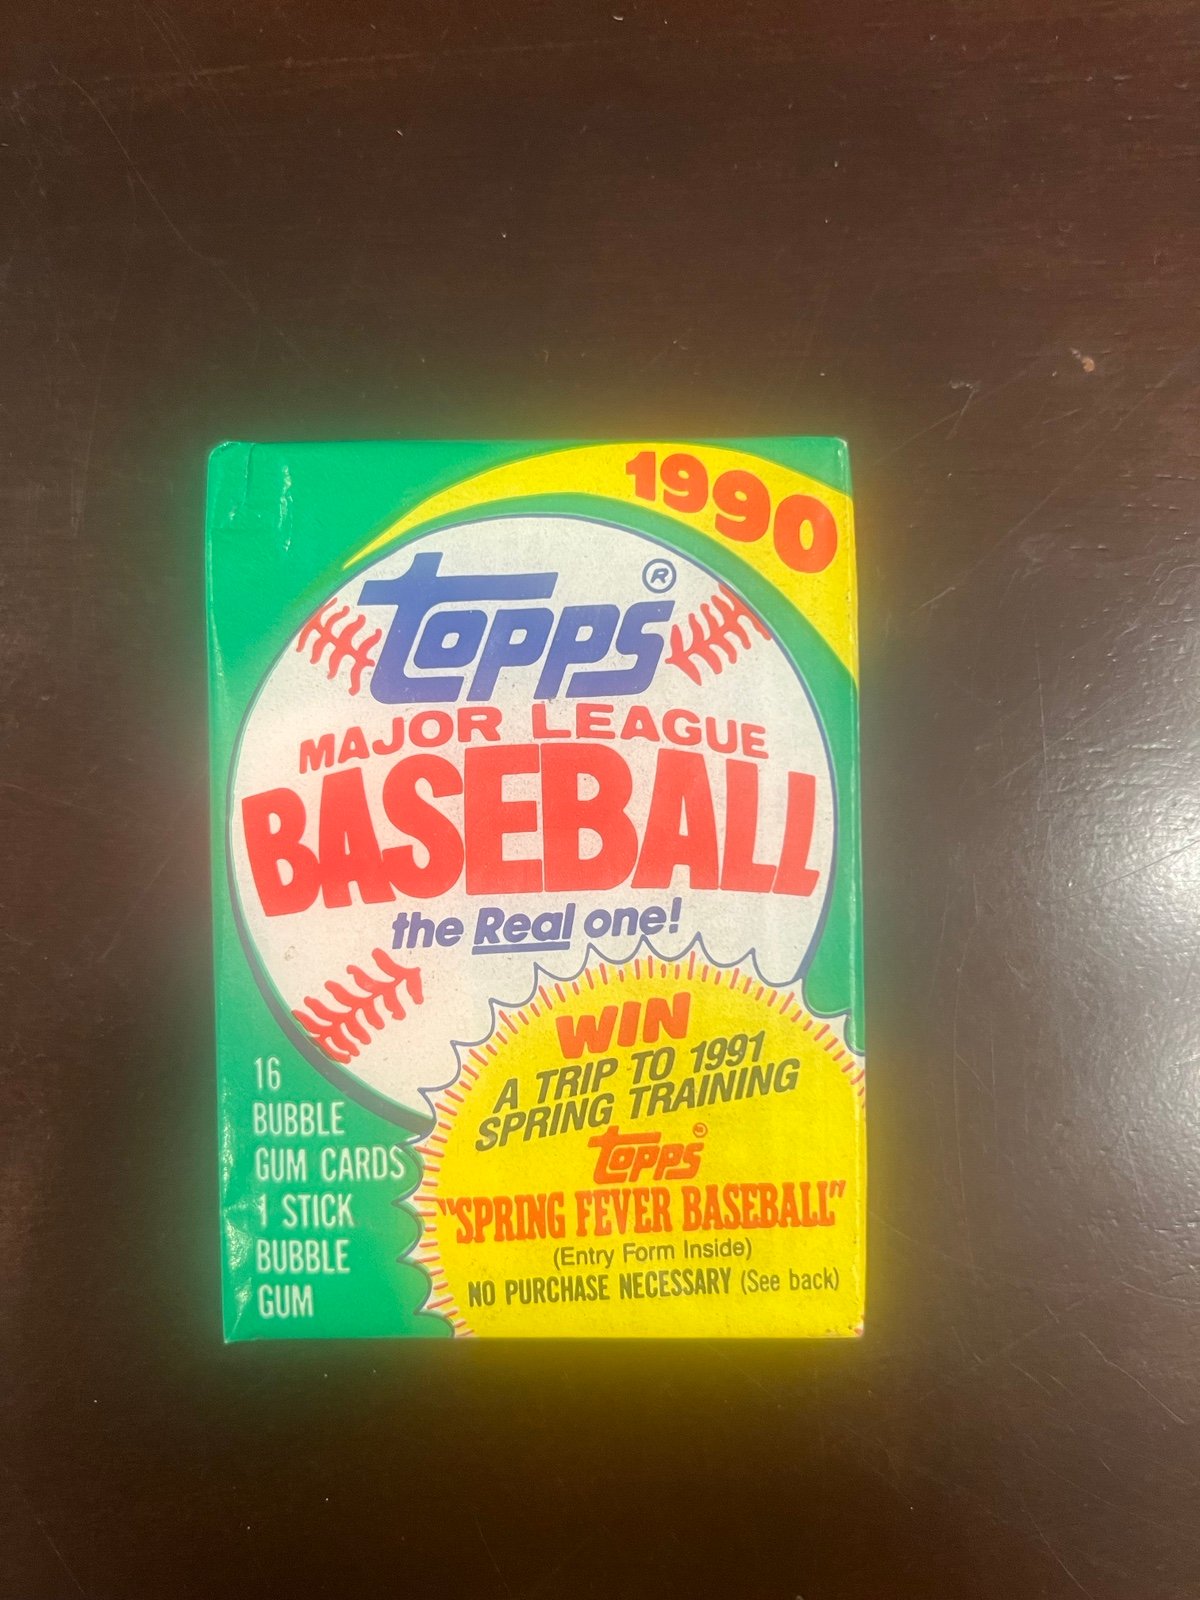 1990
Topps®
MAJOR LEAGUE
BASEBALL
the Real one!
WIN
A TRIP TO 1991
SPRING TRAINING
Topps®
"SPRING FEVER BASEBALL"
(Entry Form Inside)
NO PURCHASE NECESSARY (See back)
16
BUBBLE
GUM CARDS
1 STICK
BUBBLE
GUM